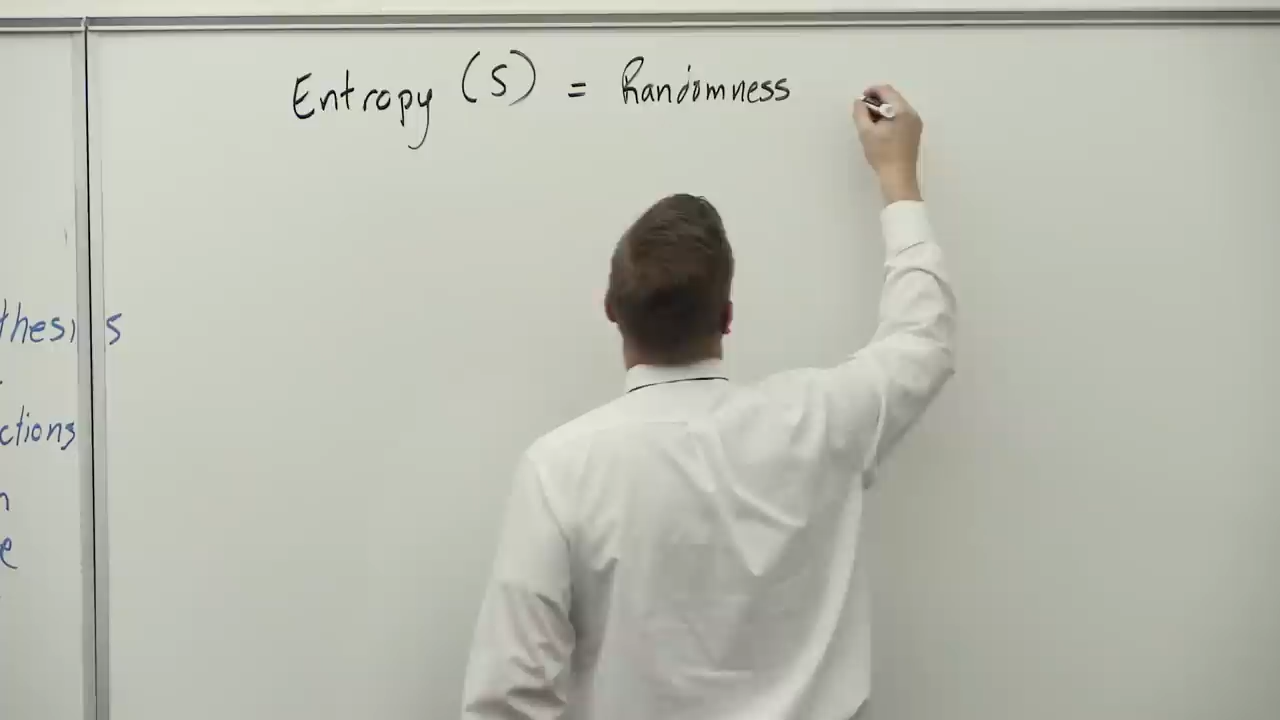 Entropy (S) = Randomness
thesis
ctions
n
e